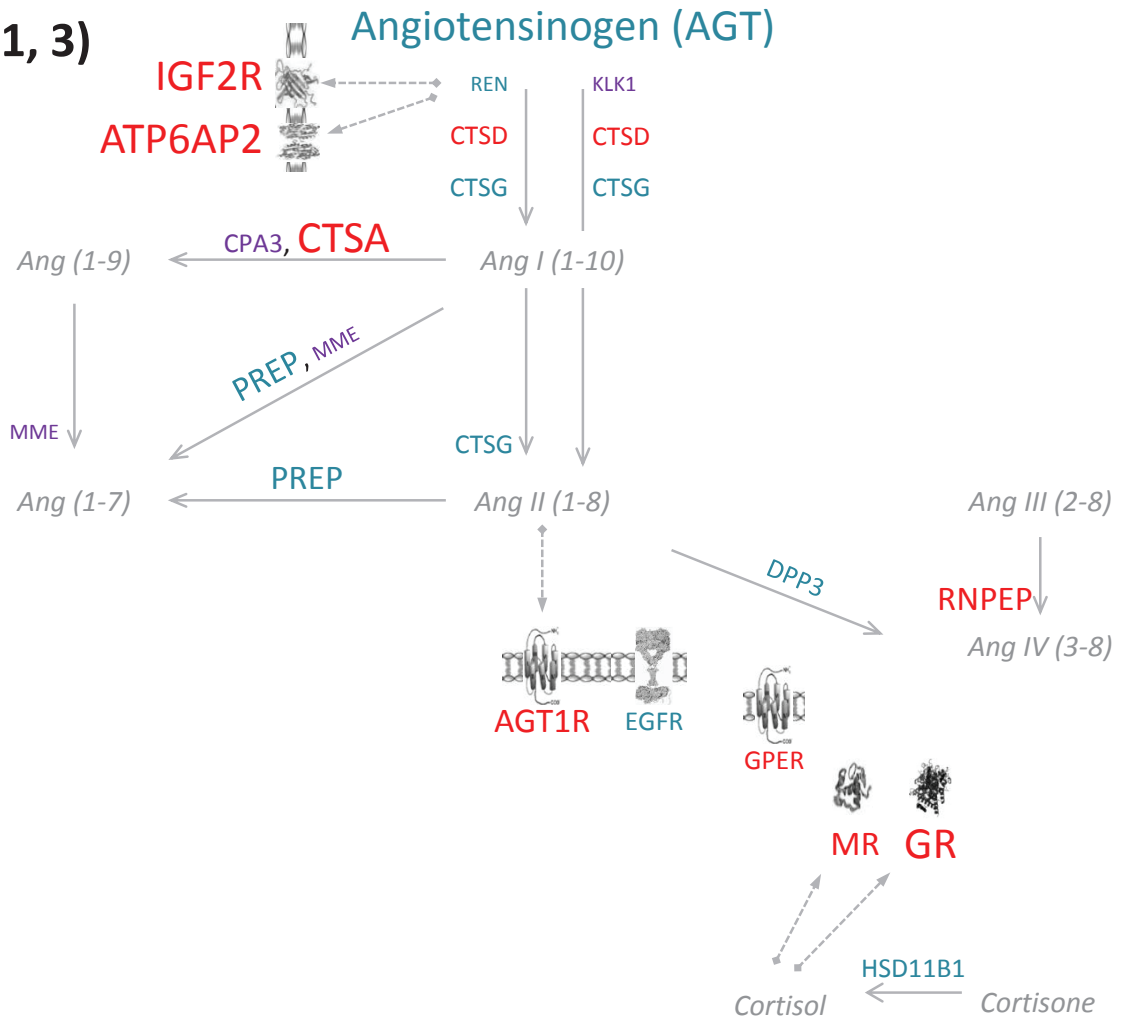 1, 3)
Angiotensinogen (AGT)
IGF2R
ATP6AP2
REN
KLK1
CTSD
CTSD
CTSG
CTSG
CPA3, CTSA
Ang (1-9)
Ang I (1-10)
PREP, MME
MME
CTSG
PREP
Ang (1-7)
Ang II (1-8)
Ang III (2-8)
DPP3
RNPEP
Ang IV (3-8)
AGT1R
EGFR
GPER
MR
GR
HSD11B1
Cortisol
Cortisone